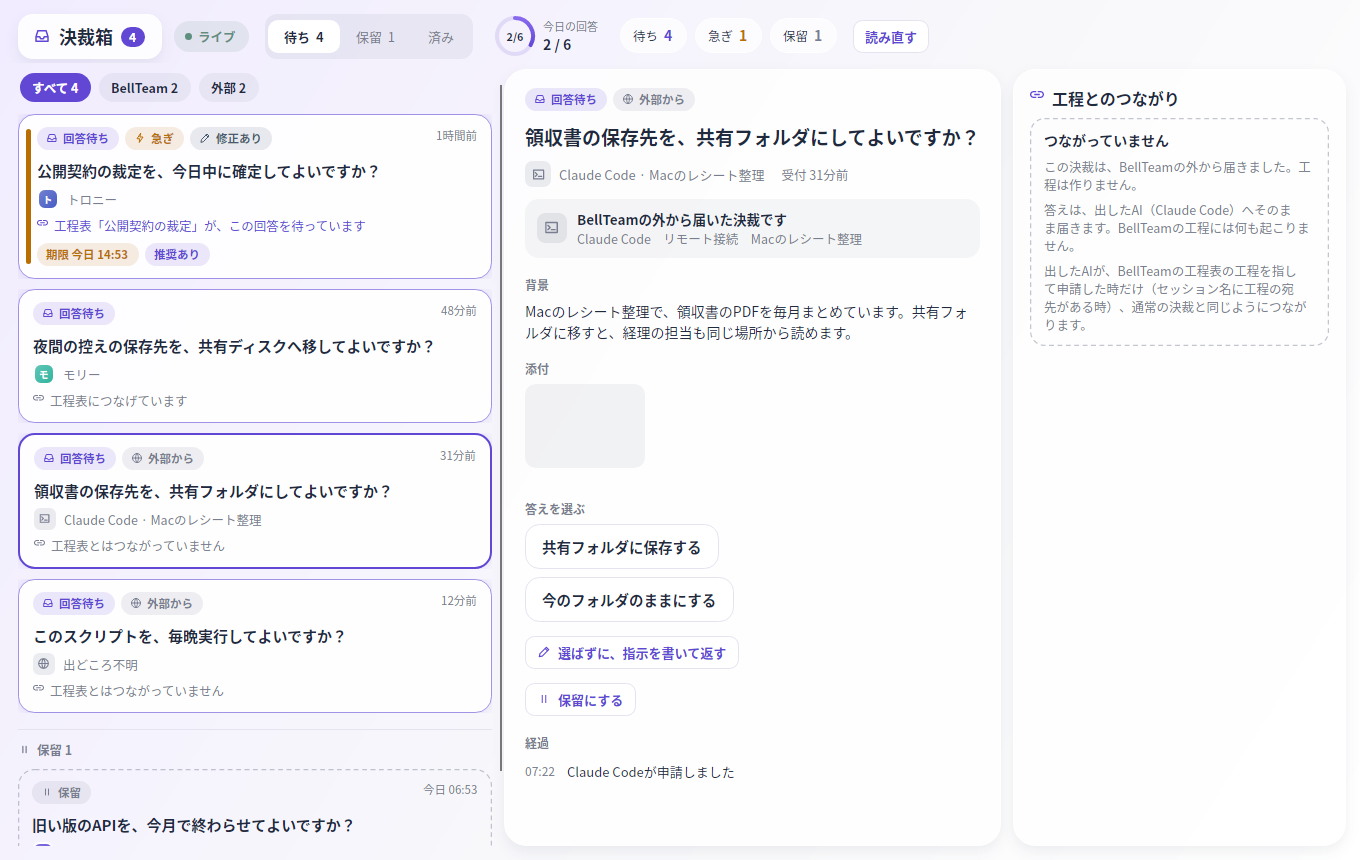 決裁箱 4
ライブ
待ち 4 保留 1 済み
2/6
今日の回答
2 / 6
待ち 4 急ぎ 1 保留 1
読み直す
すべて 4 BellTeam 2 外部 2
回答待ち 急ぎ 修正あり 1時間前
公開契約の裁定を、今日中に確定してよいですか？
ト トロニー
工程表「公開契約の裁定」が、この回答を待っています
期限 今日 14:53 推奨あり
回答待ち 48分前
夜間の控えの保存先を、共有ディスクへ移してよいですか？
モ モリー
工程表につなげています
回答待ち 外部から 31分前
領収書の保存先を、共有フォルダにしてよいですか？
Claude Code · Macのレシート整理
工程表とはつながっていません
回答待ち 外部から 12分前
このスクリプトを、毎晩実行してよいですか？
出どころ不明
工程表とはつながっていません
保留 1
保留 今日 06:53
旧い版のAPIを、今月で終わらせてよいですか？
回答待ち 外部から
領収書の保存先を、共有フォルダにしてよいですか？
Claude Code · Macのレシート整理 受付 31分前
BellTeamの外から届いた決裁です
Claude Code リモート接続 Macのレシート整理
背景
Macのレシート整理で、領収書のPDFを毎月まとめています。共有フォ
ルダに移すと、経理の担当も同じ場所から読めます。
添付
答えを選ぶ
共有フォルダに保存する
今のフォルダのままにする
選ばずに、指示を書いて返す
保留にする
経過
07:22 Claude Codeが申請しました
工程とのつながり
つながっていません
この決裁は、BellTeamの外から届きました。工
程は作りません。
答えは、出したAI（Claude Code）へそのま
ま届きます。BellTeamの工程には何も起こりま
せん。
出したAIが、BellTeamの工程表の工程を指し
て申請した時だけ（セッション名に工程の宛
先がある時）、通常の決裁と同じようにつなが
ります。